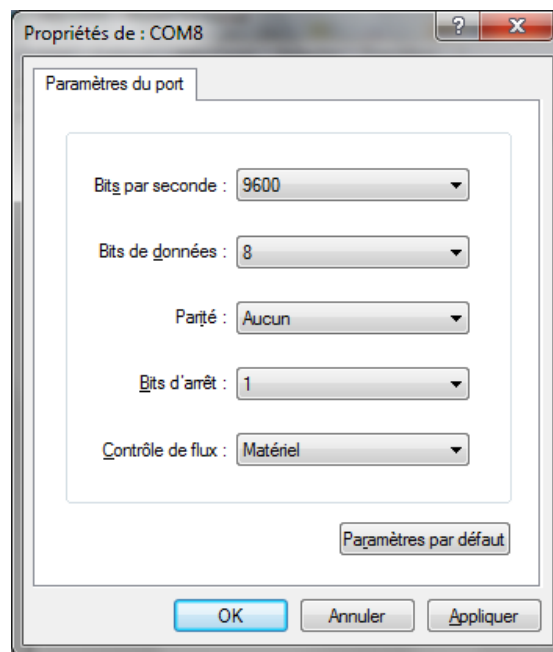 Propriétés de : COM8
?
X
Paramètres du port
Bits par seconde : 9600
Bits de données : 8
Parité : Aucun
Bits d'arrêt : 1
Contrôle de flux : Matériel
Paramètres par défaut
OK Annuler Appliquer